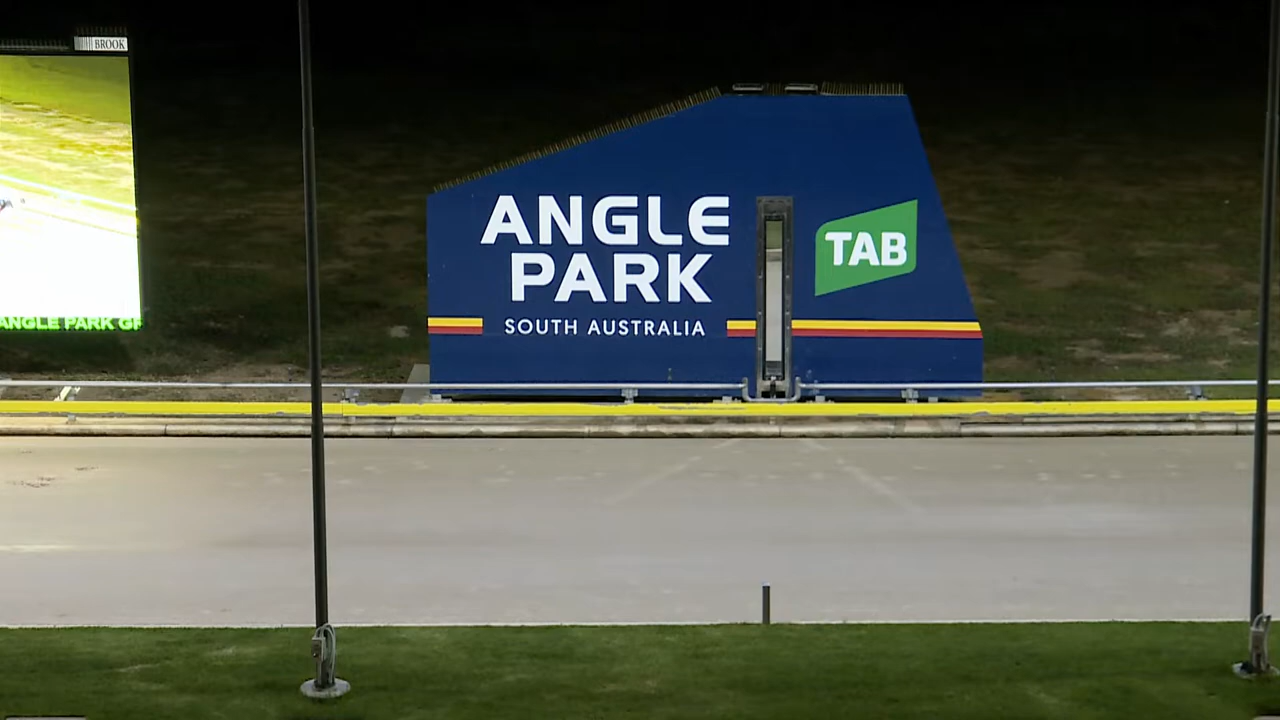 BROOK
ANGLE PARK GR
ANGLE
PARK
SOUTH AUSTRALIA
TAB